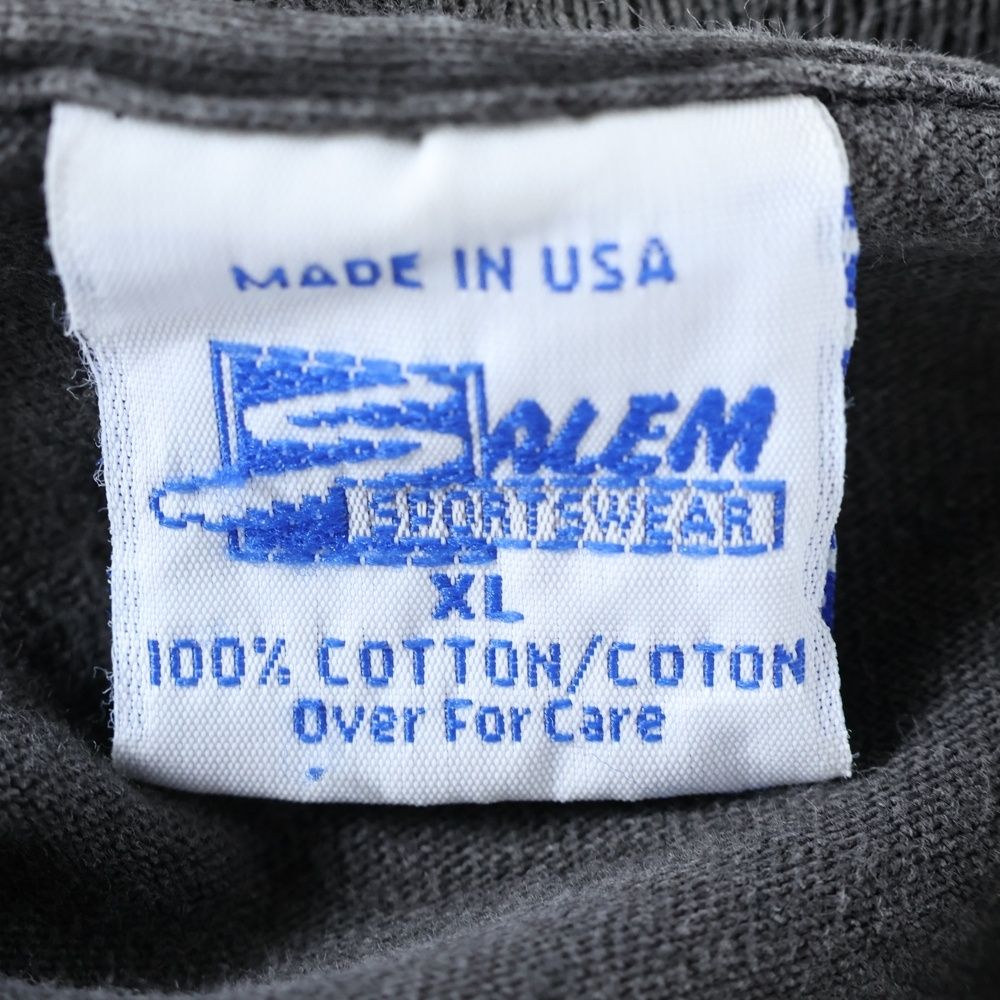 MADE IN USA
SALEM
SPORTSWEAR
XL
100% COTTON/COTON
Over For Care